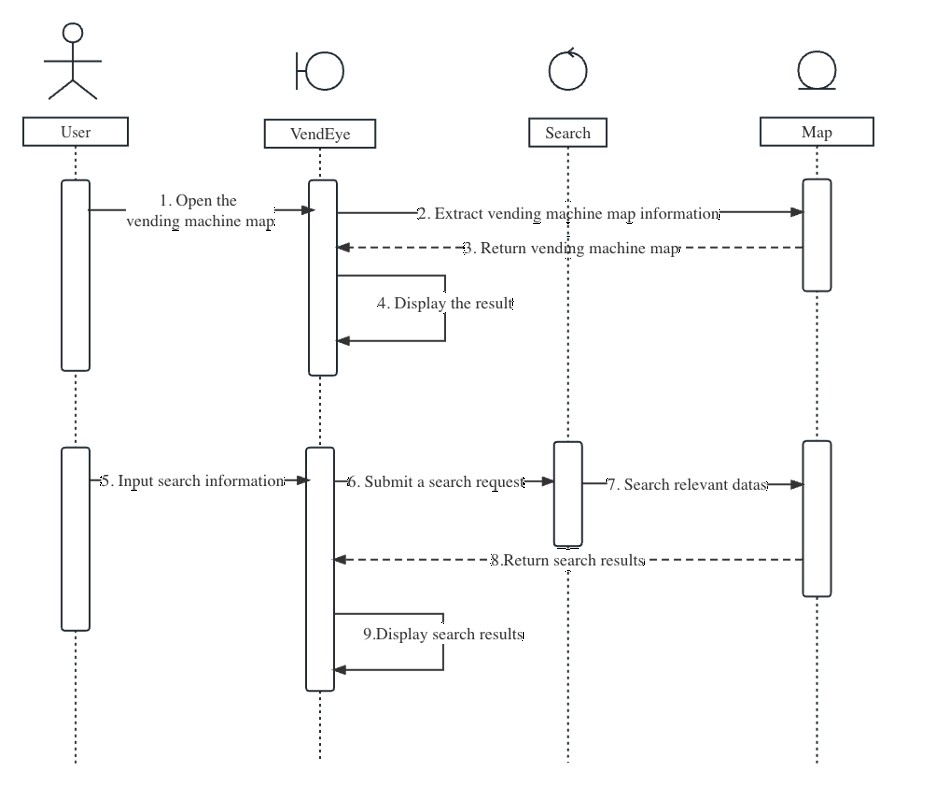 User
VendEye
Search
Map
1. Open the
vending machine map
2. Extract vending machine map information
3. Return vending machine map
4. Display the result
5. Input search information
6. Submit a search request
7. Search relevant datas
8.Return search results
9.Display search results